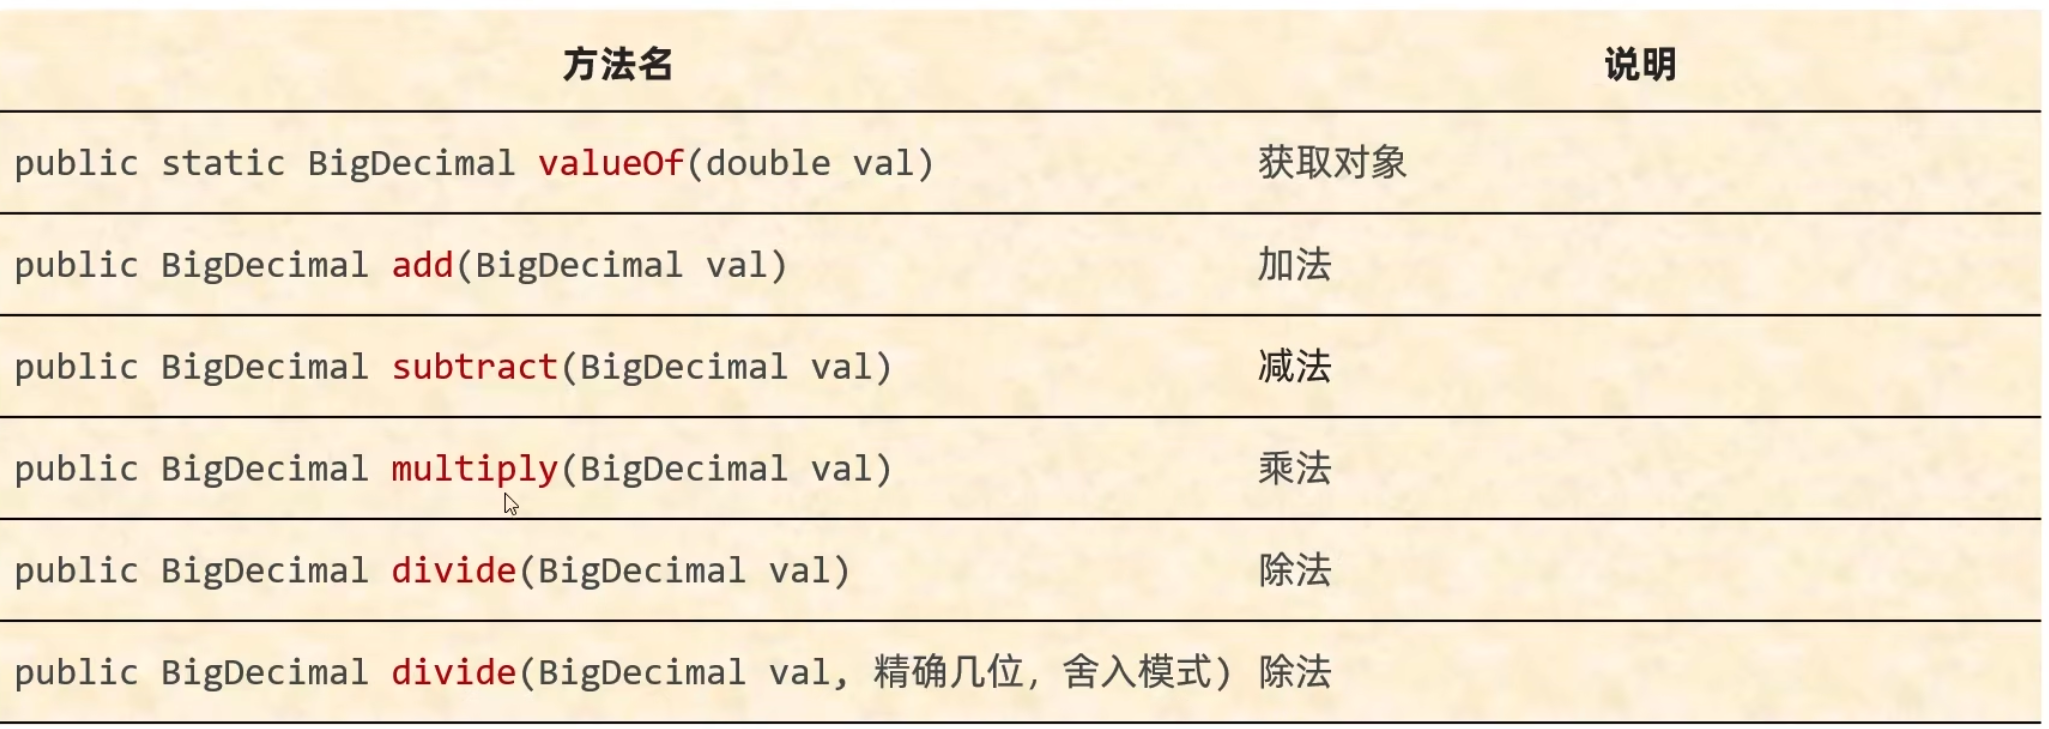 方法名 说明
public static BigDecimal valueOf(double val) 获取对象
public BigDecimal add(BigDecimal val) 加法
public BigDecimal subtract(BigDecimal val) 减法
public BigDecimal multiply(BigDecimal val) 乘法
public BigDecimal divide(BigDecimal val) 除法
public BigDecimal divide(BigDecimal val, 精确几位, 舍入模式) 除法